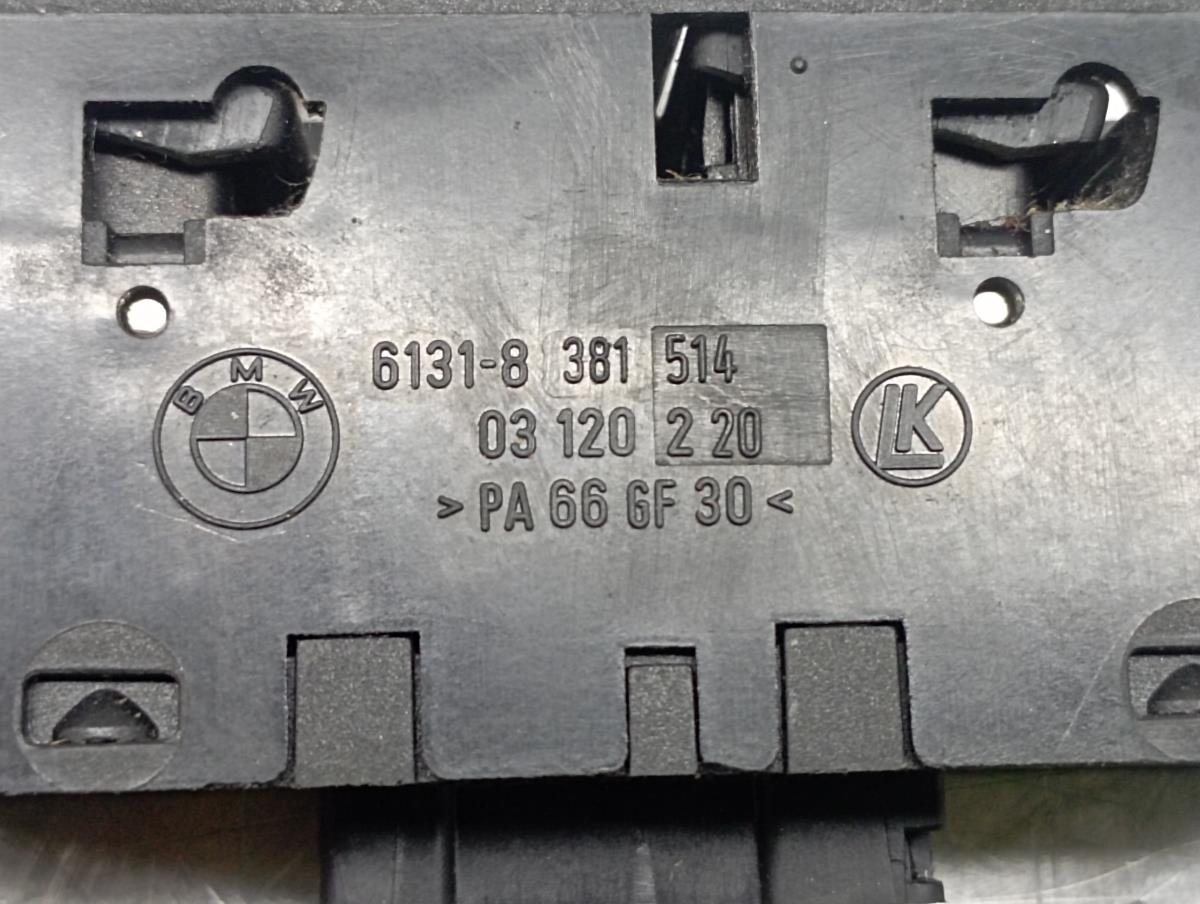 BMW
6131-8 381 514
03 120 2 20
>PA 66 GF 30<
LK